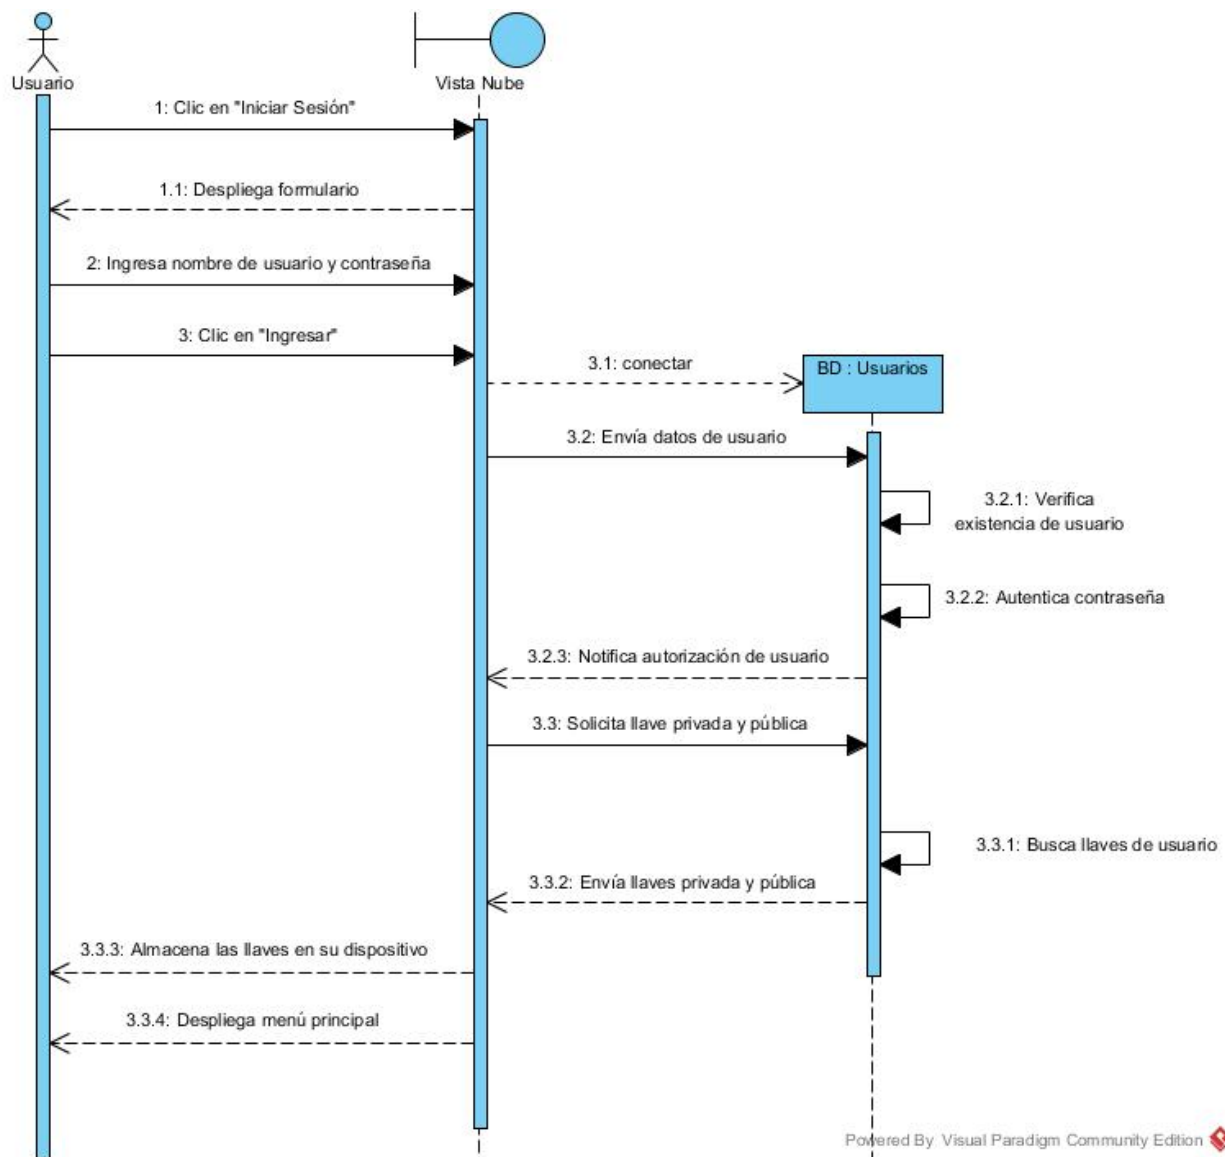 Usuario
Vista Nube
1: Clic en "Iniciar Sesión"
1.1: Despliega formulario
2: Ingresa nombre de usuario y contraseña
3: Clic en "Ingresar"
3.1: conectar
BD : Usuarios
3.2: Envía datos de usuario
3.2.1: Verifica
existencia de usuario
3.2.2: Autentica contraseña
3.2.3: Notifica autorización de usuario
3.3: Solicita llave privada y pública
3.3.1: Busca llaves de usuario
3.3.2: Envía llaves privada y pública
3.3.3: Almacena las llaves en su dispositivo
3.3.4: Despliega menú principal
Powered By Visual Paradigm Community Edition